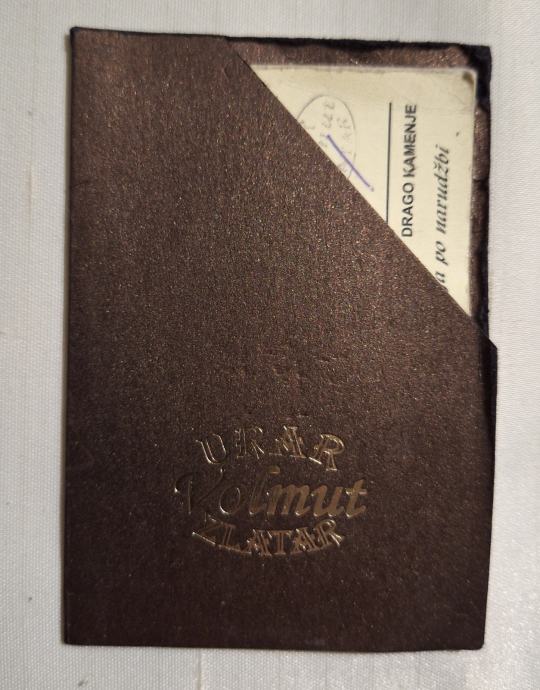 DRAGO KAMENJE
po narudžbi
URAR
Volmut
ZLATAR